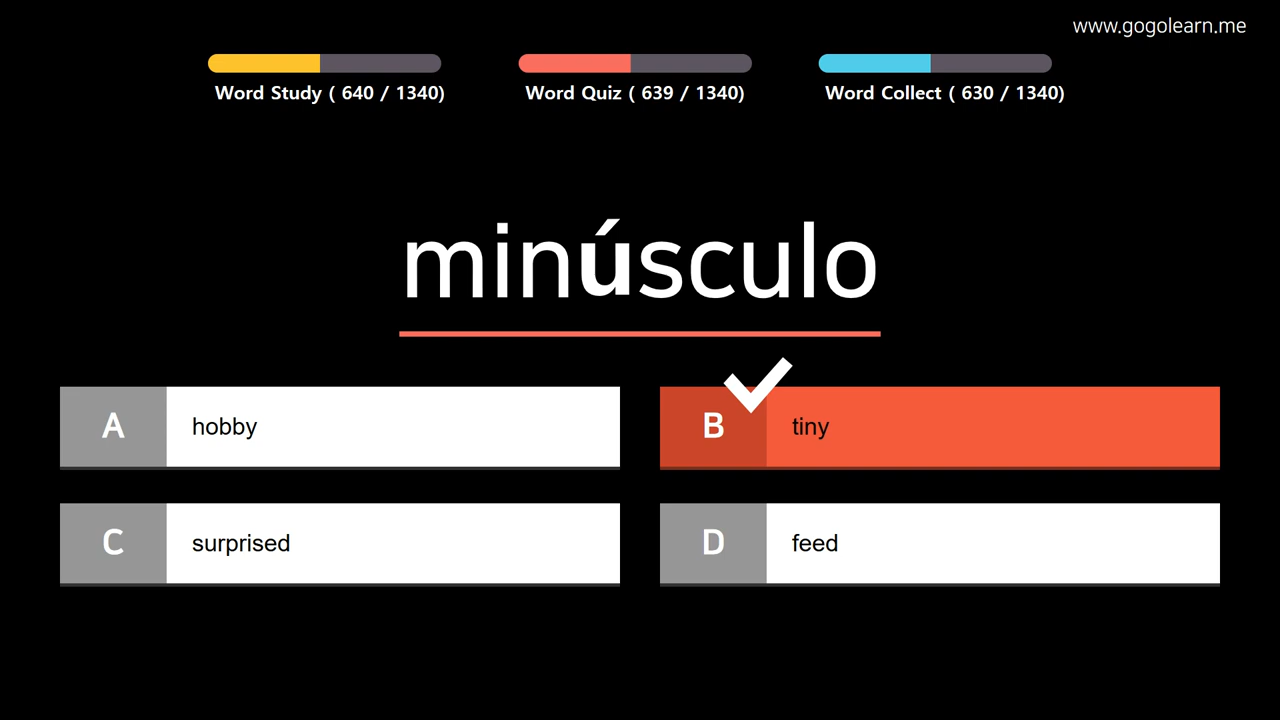 www.gogolearn.me
Word Study ( 640 / 1340)
Word Quiz ( 639 / 1340)
Word Collect ( 630 / 1340)
minúsculo
A hobby
B tiny
C surprised
D feed